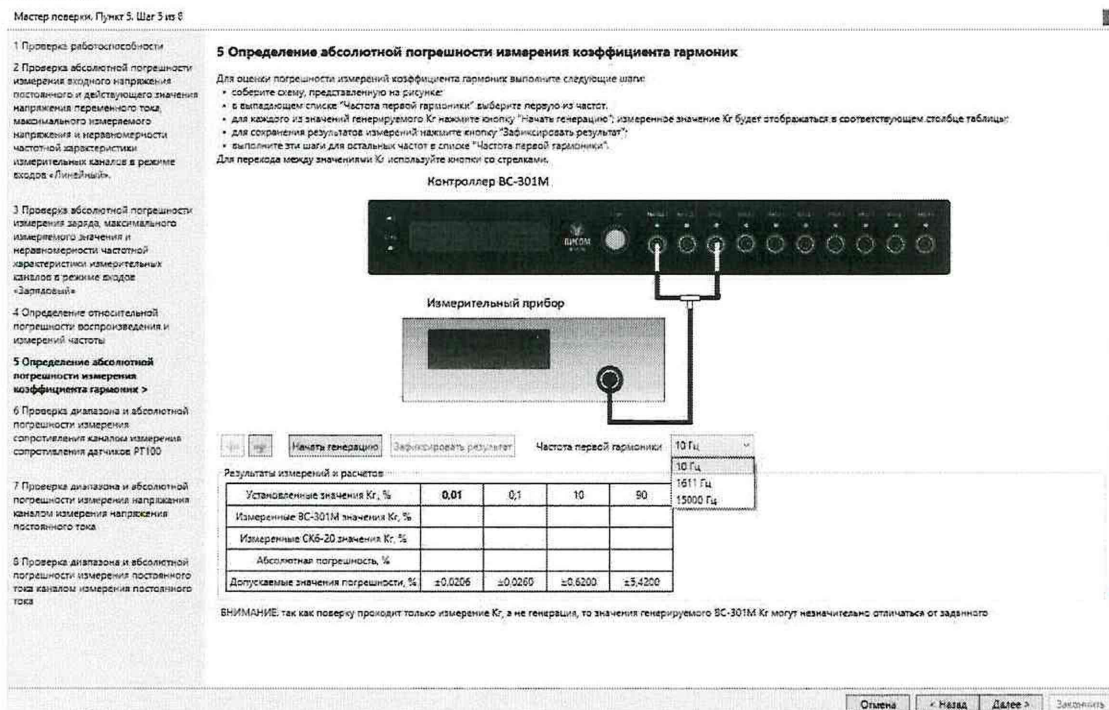 Мастер поверки. Пункт 5. Шаг 5 из 8
1 Проверка работоспособности
2 Проверка абсолютной погрешности
измерения входного напряжения
постоянного и действующего значения
напряжения переменного тока,
максимального измеряемого
напряжения и неравномерности
частотной характеристики
измерительных каналов в режиме
входов «Линейный».
3 Проверка абсолютной погрешности
измерения заряда, максимального
измеряемого значения и
неравномерности частотной
характеристики измерительных
каналов в режиме входов
«Зарядовый»
4 Определение относительной
погрешности воспроизведения и
измерений частоты
5 Определение абсолютной
погрешности измерения
коэффициента гармоник >
6 Проверка диапазона и абсолютной
погрешности измерения
сопротивления каналом измерения
сопротивления датчиков PT100
7 Проверка диапазона и абсолютной
погрешности измерения напряжения
каналом измерения напряжения
постоянного тока
8 Проверка диапазона и абсолютной
погрешности измерения постоянного
тока каналом измерения постоянного
тока
5 Определение абсолютной погрешности измерения коэффициента гармоник
Для оценки погрешности измерений коэффициента гармоник выполните следующие шаги:
• соберите схему, представленную на рисунке;
• в выпадающем списке "Частота первой гармоники" выберите первую из частот.
• для каждого из значений генерируемого Кг нажмите кнопку "Начать генерацию"; измеренное значение Кг будет отображаться в соответствующем столбце таблицы;
• для сохранения результатов измерений нажмите кнопку "Зафиксировать результат";
• выполните эти шаги для остальных частот в списке "Частота первой гармоники".
Для перехода между значениями Кг используйте кнопки со стрелками.
Контроллер ВС-301М
ВИСОМ
Измерительный прибор
Начать генерацию Зафиксировать результат Частота первой гармоники 10 Гц
10 Гц
1611 Гц
15000 Гц
Результаты измерений и расчетов
Установленные значения Кг, % 0,01 0,1 10 90
Измеренные ВС-301М значения Кг, %
Измеренные СК6-20 значения Кг, %
Абсолютная погрешность, %
Допускаемые значения погрешности, % ±0,0206 ±0,0260 ±0,6200 ±5,4200
ВНИМАНИЕ: так как поверку проходит только измерение Кг, а не генерация, то значения генерируемого ВС-301М Кг могут незначительно отличаться от заданного
Отмена < Назад Далее > Закончить